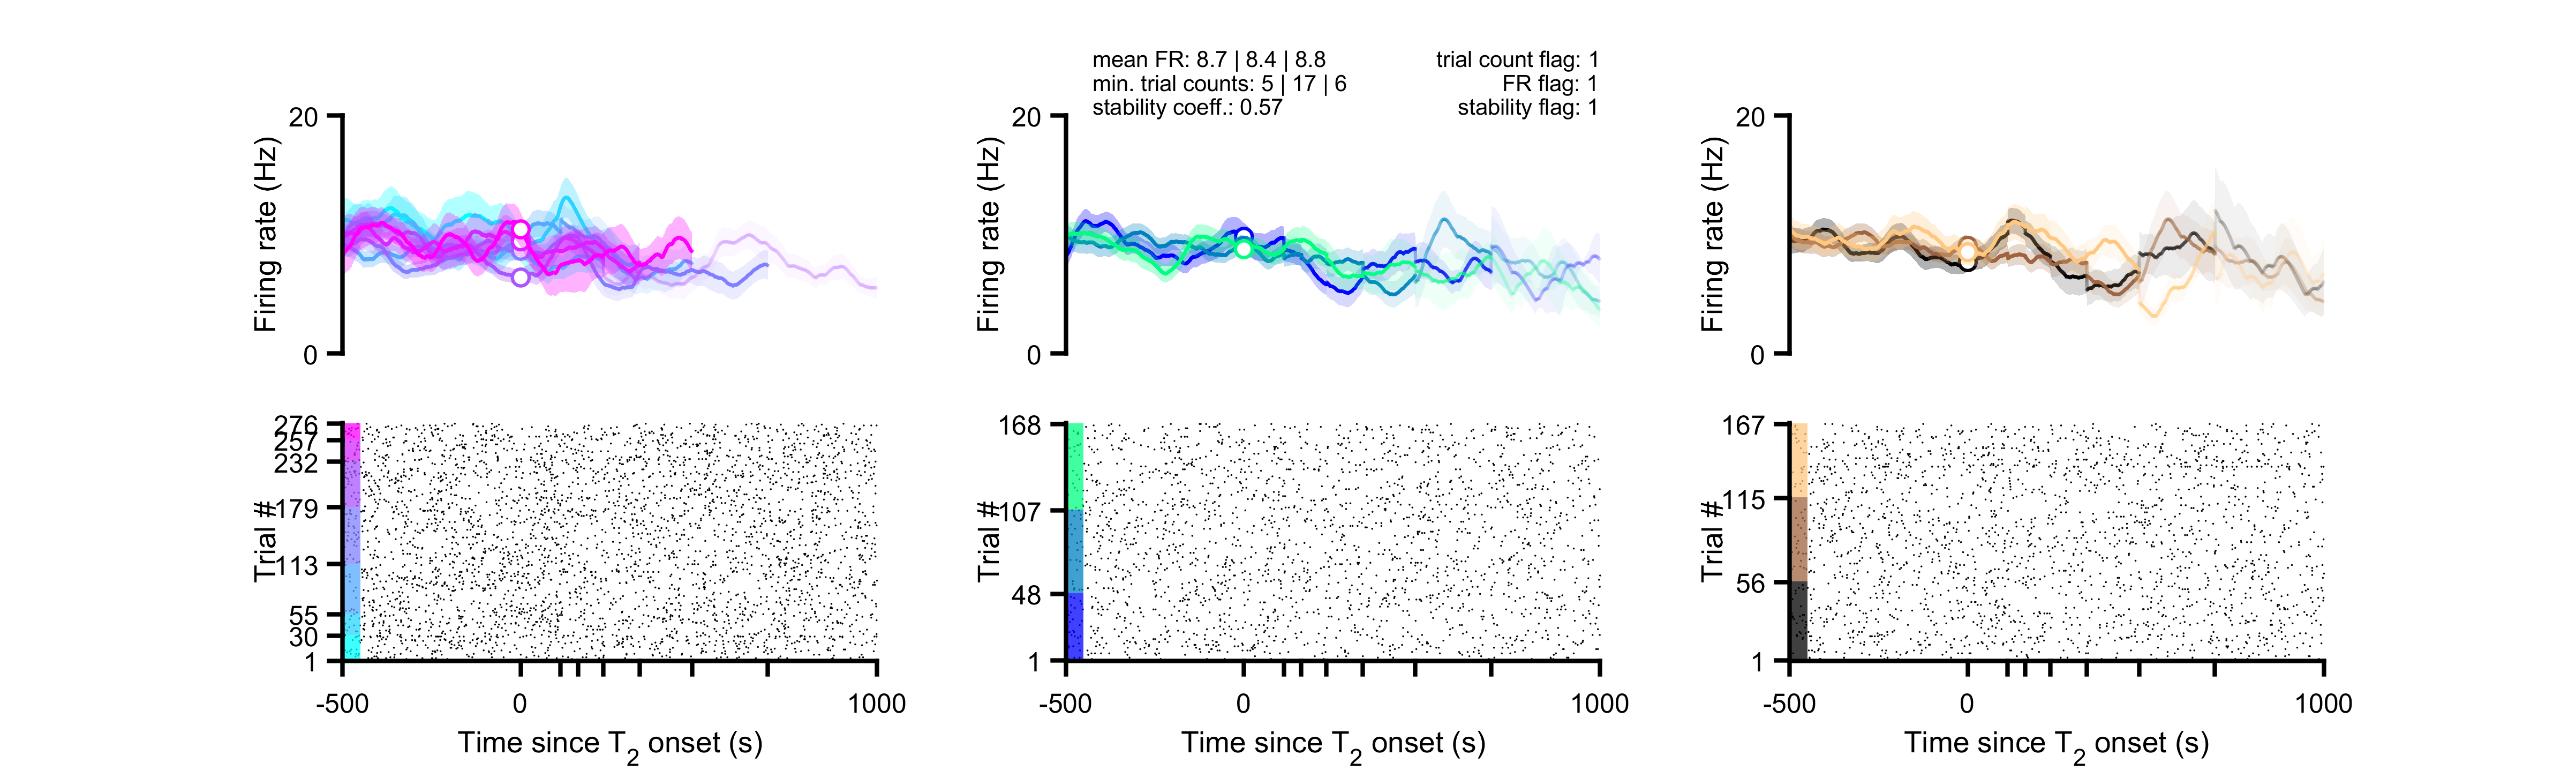 mean FR: 8.7 | 8.4 | 8.8
min. trial counts: 5 | 17 | 6
stability coeff.: 0.57
trial count flag: 1
FR flag: 1
stability flag: 1
20
Firing rate (Hz)
0
20
Firing rate (Hz)
0
20
Firing rate (Hz)
0
276
257
232
179
113
55
30
1
Trial #
-500
0
1000
Time since T2 onset (s)
168
107
48
1
Trial #
-500
0
1000
Time since T2 onset (s)
167
115
56
1
Trial #
-500
0
1000
Time since T2 onset (s)